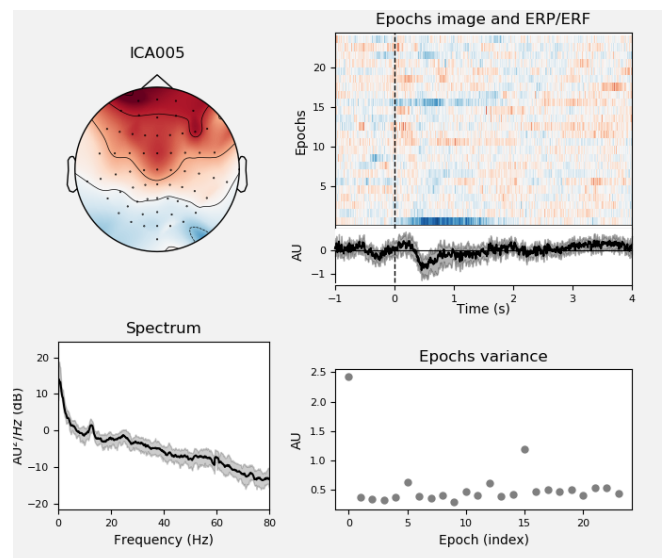 ICA005
Epochs image and ERP/ERF
Epochs
20
15
10
5
AU
0
−1
−1 0 1 2 3 4
Time (s)
Spectrum
AU²/Hz (dB)
20
10
0
−10
−20
0 20 40 60 80
Frequency (Hz)
Epochs variance
AU
2.5
2.0
1.5
1.0
0.5
0 5 10 15 20
Epoch (index)